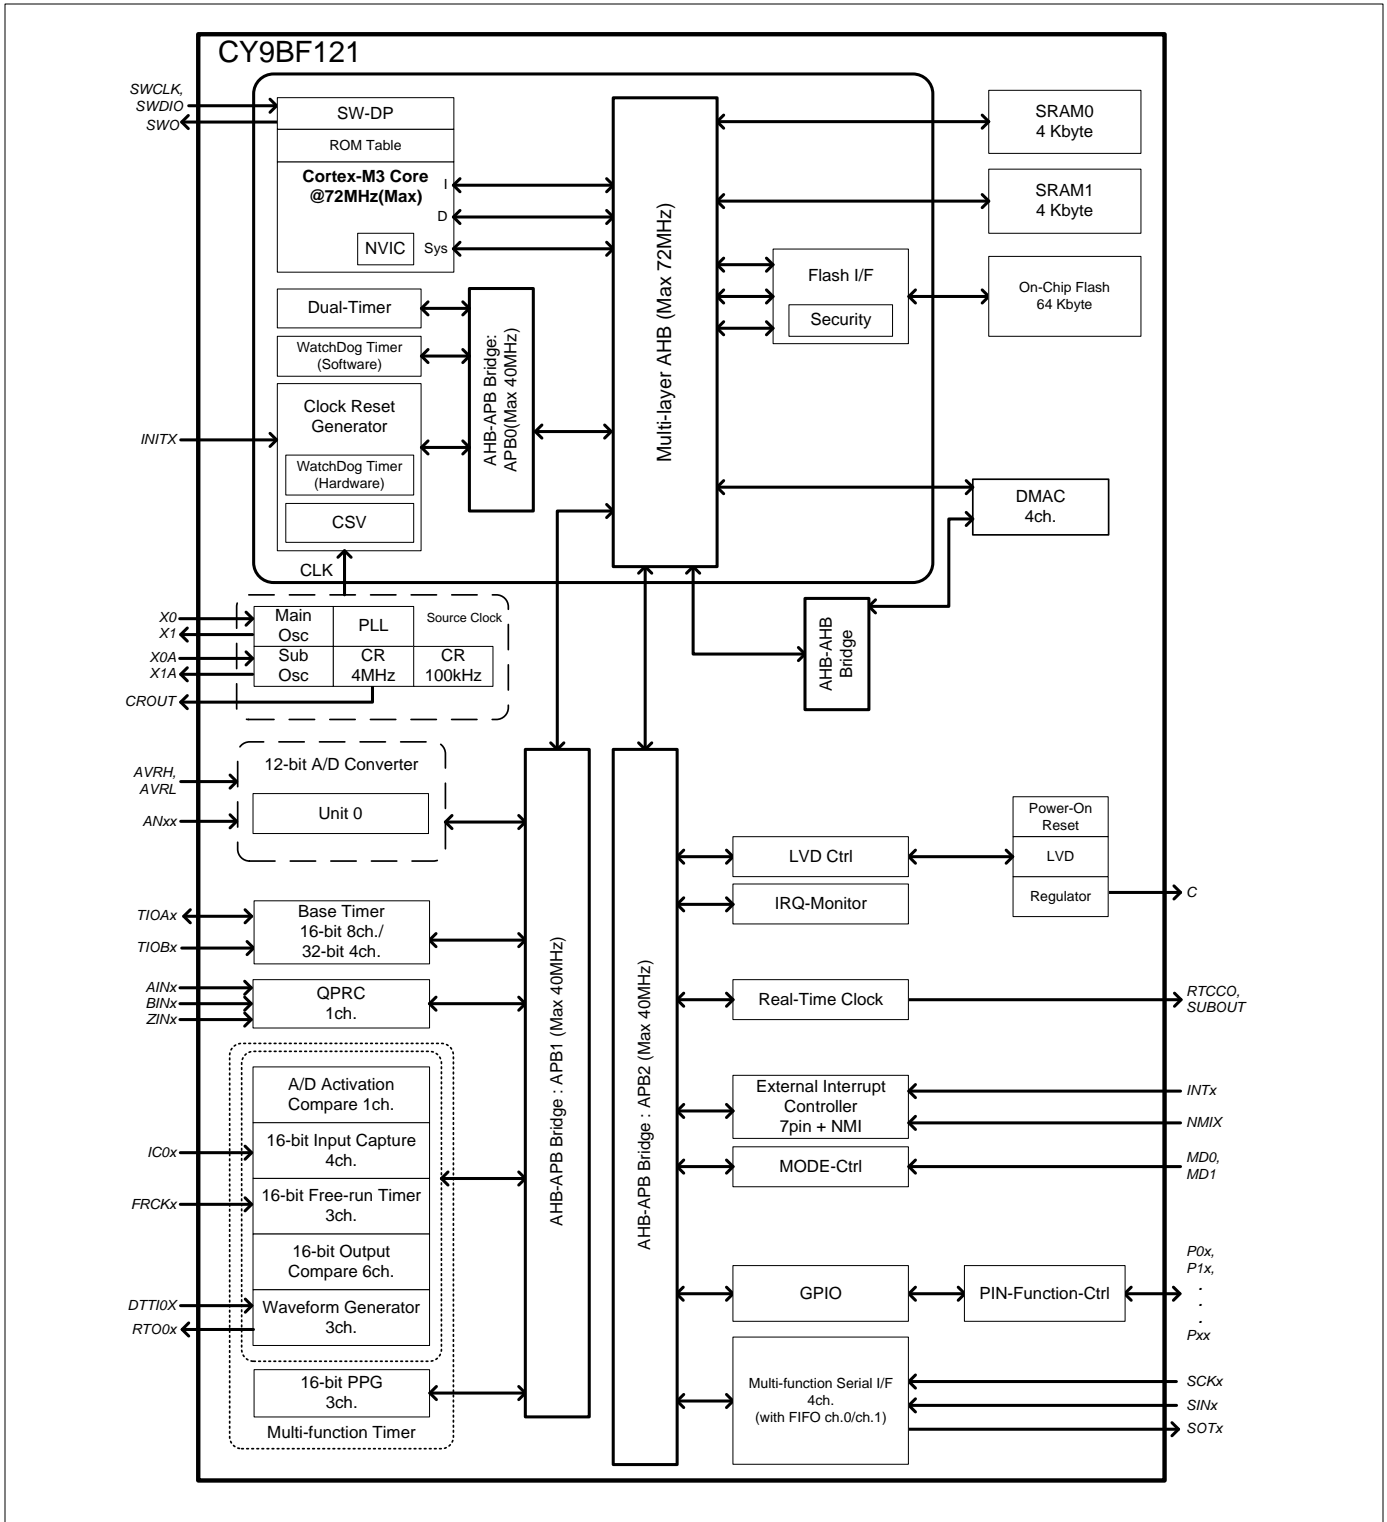 CY9BF121
SWCLK,
SWDIO
SWO
SW-DP
ROM Table
Cortex-M3 Core
@72MHz(Max)
I
D
NVIC
Sys
Multi-layer AHB (Max 72MHz)
SRAM0
4 Kbyte
SRAM1
4 Kbyte
Flash I/F
Security
On-Chip Flash
64 Kbyte
Dual-Timer
WatchDog Timer
(Software)
AHB-APB Bridge:
APB0(Max 40MHz)
INITX
Clock Reset
Generator
WatchDog Timer
(Hardware)
CSV
CLK
DMAC
4ch.
AHB-AHB
Bridge
X0
X1
X0A
X1A
CROUT
Main
Osc
PLL
Source Clock
Sub
Osc
CR
4MHz
CR
100kHz
AVRH,
AVRL
ANxx
12-bit A/D Converter
Unit 0
AHB-APB Bridge : APB1 (Max 40MHz)
AHB-APB Bridge : APB2 (Max 40MHz)
LVD Ctrl
Power-On
Reset
LVD
Regulator
C
IRQ-Monitor
TIOAx
TIOBx
Base Timer
16-bit 8ch./
32-bit 4ch.
AINx
BINx
ZINx
QPRC
1ch.
Real-Time Clock
RTCCO,
SUBOUT
A/D Activation
Compare 1ch.
IC0x
16-bit Input Capture
4ch.
FRCKx
16-bit Free-run Timer
3ch.
16-bit Output
Compare 6ch.
DTTI0X
RTO0x
Waveform Generator
3ch.
16-bit PPG
3ch.
Multi-function Timer
External Interrupt
Controller
7pin + NMI
INTx
NMIX
MODE-Ctrl
MD0,
MD1
GPIO
PIN-Function-Ctrl
P0x,
P1x,
.
.
.
Pxx
Multi-function Serial I/F
4ch.
(with FIFO ch.0/ch.1)
SCKx
SINx
SOTx